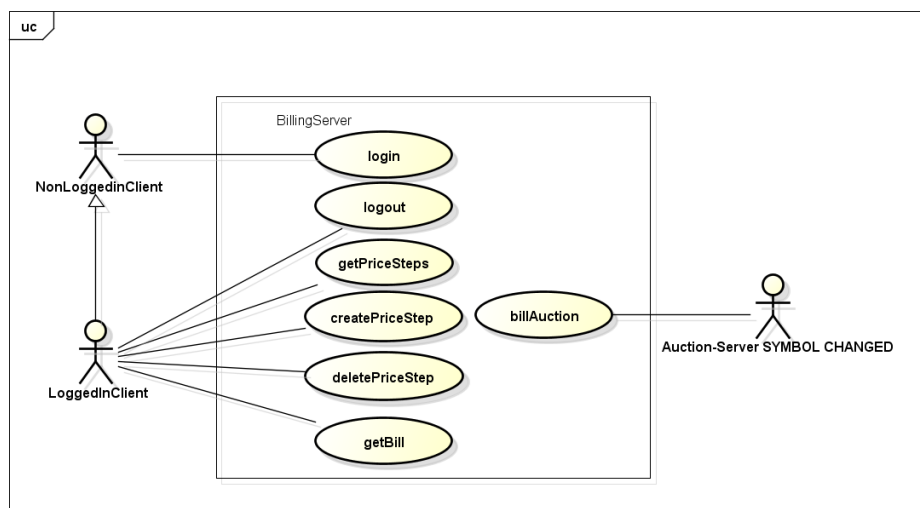 uc
BillingServer
login
NonLoggedinClient
logout
getPriceSteps
createPriceStep
billAuction
Auction-Server SYMBOL CHANGED
deletePriceStep
LoggedInClient
getBill